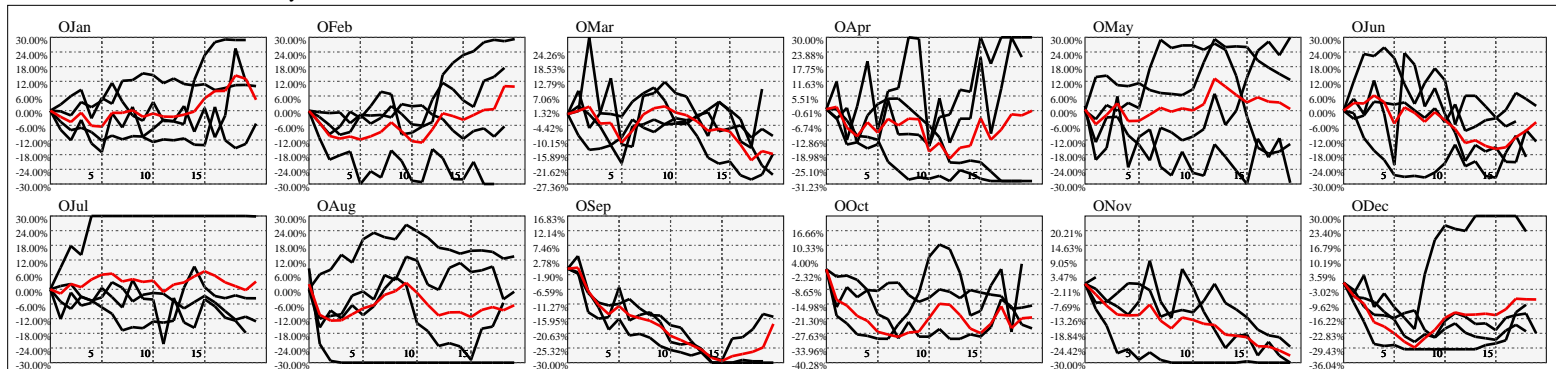 OJan OFeb OMar OApr OMay OJun
30.00% 24.00% 18.00% 12.00% 6.00% 0.00% -6.00% -12.00% -18.00% -24.00% -30.00%
5 10 15
30.00% 24.00% 18.00% 12.00% 6.00% 0.00% -6.00% -12.00% -18.00% -24.00% -30.00%
5 10 15
24.26% 18.53% 12.79% 7.06% 1.32% -4.42% -10.15% -15.89% -21.62% -27.36%
5 10 15
30.00% 23.88% 17.75% 11.63% 5.51% -0.61% -6.74% -12.86% -18.98% -25.10% -31.23%
5 10 15
30.00% 24.00% 18.00% 12.00% 6.00% 0.00% -6.00% -12.00% -18.00% -24.00% -30.00%
5 10 15
30.00% 24.00% 18.00% 12.00% 6.00% 0.00% -6.00% -12.00% -18.00% -24.00% -30.00%
5 10 15
OJul OAug OSep OOct ONov ODec
30.00% 24.00% 18.00% 12.00% 6.00% 0.00% -6.00% -12.00% -18.00% -24.00% -30.00%
5 10 15
30.00% 24.00% 18.00% 12.00% 6.00% 0.00% -6.00% -12.00% -18.00% -24.00% -30.00%
5 10 15
16.83% 12.14% 7.46% 2.78% -1.90% -6.59% -11.27% -15.95% -20.63% -25.32% -30.00%
5 10 15
16.66% 10.33% 4.00% -2.32% -8.65% -14.98% -21.30% -27.63% -33.96% -40.28%
5 10 15
20.21% 14.63% 9.05% 3.47% -2.11% -7.69% -13.26% -18.84% -24.42% -30.00%
5 10 15
30.00% 23.40% 16.79% 10.19% 3.59% -3.02% -9.62% -16.22% -22.83% -29.43% -36.04%
5 10 15